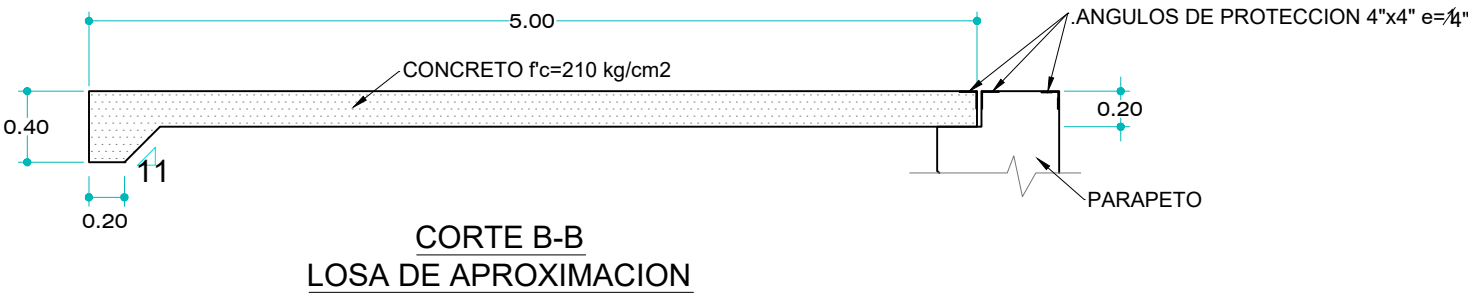 5.00
.ANGULOS DE PROTECCION 4"x4" e=1/4"
CONCRETO f'c=210 kg/cm2
0.40
0.20
11
0.20
PARAPETO
CORTE B-B
LOSA DE APROXIMACION